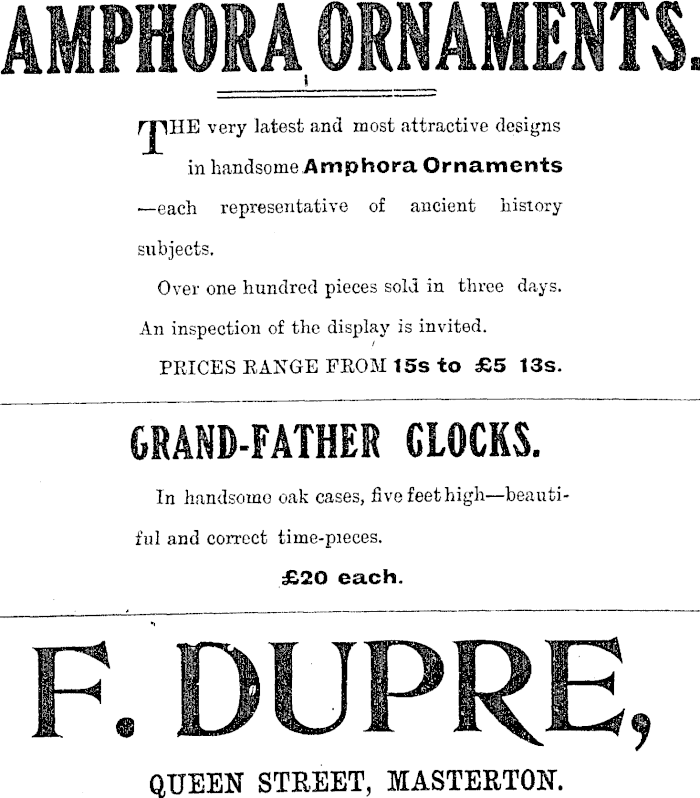 AMPHORA ORNAMENTS.
THE very latest and most attractive designs
in handsome Amphora Ornaments
—each representative of ancient history
subjects.
Over one hundred pieces sold in three days.
An inspection of the display is invited.
PRICES RANGE FROM 15s to £5 13s.
GRAND-FATHER CLOCKS.
In handsome oak cases, five feet high—beauti-
ful and correct time-pieces.
£20 each.
F. DUPRE,
QUEEN STREET, MASTERTON.